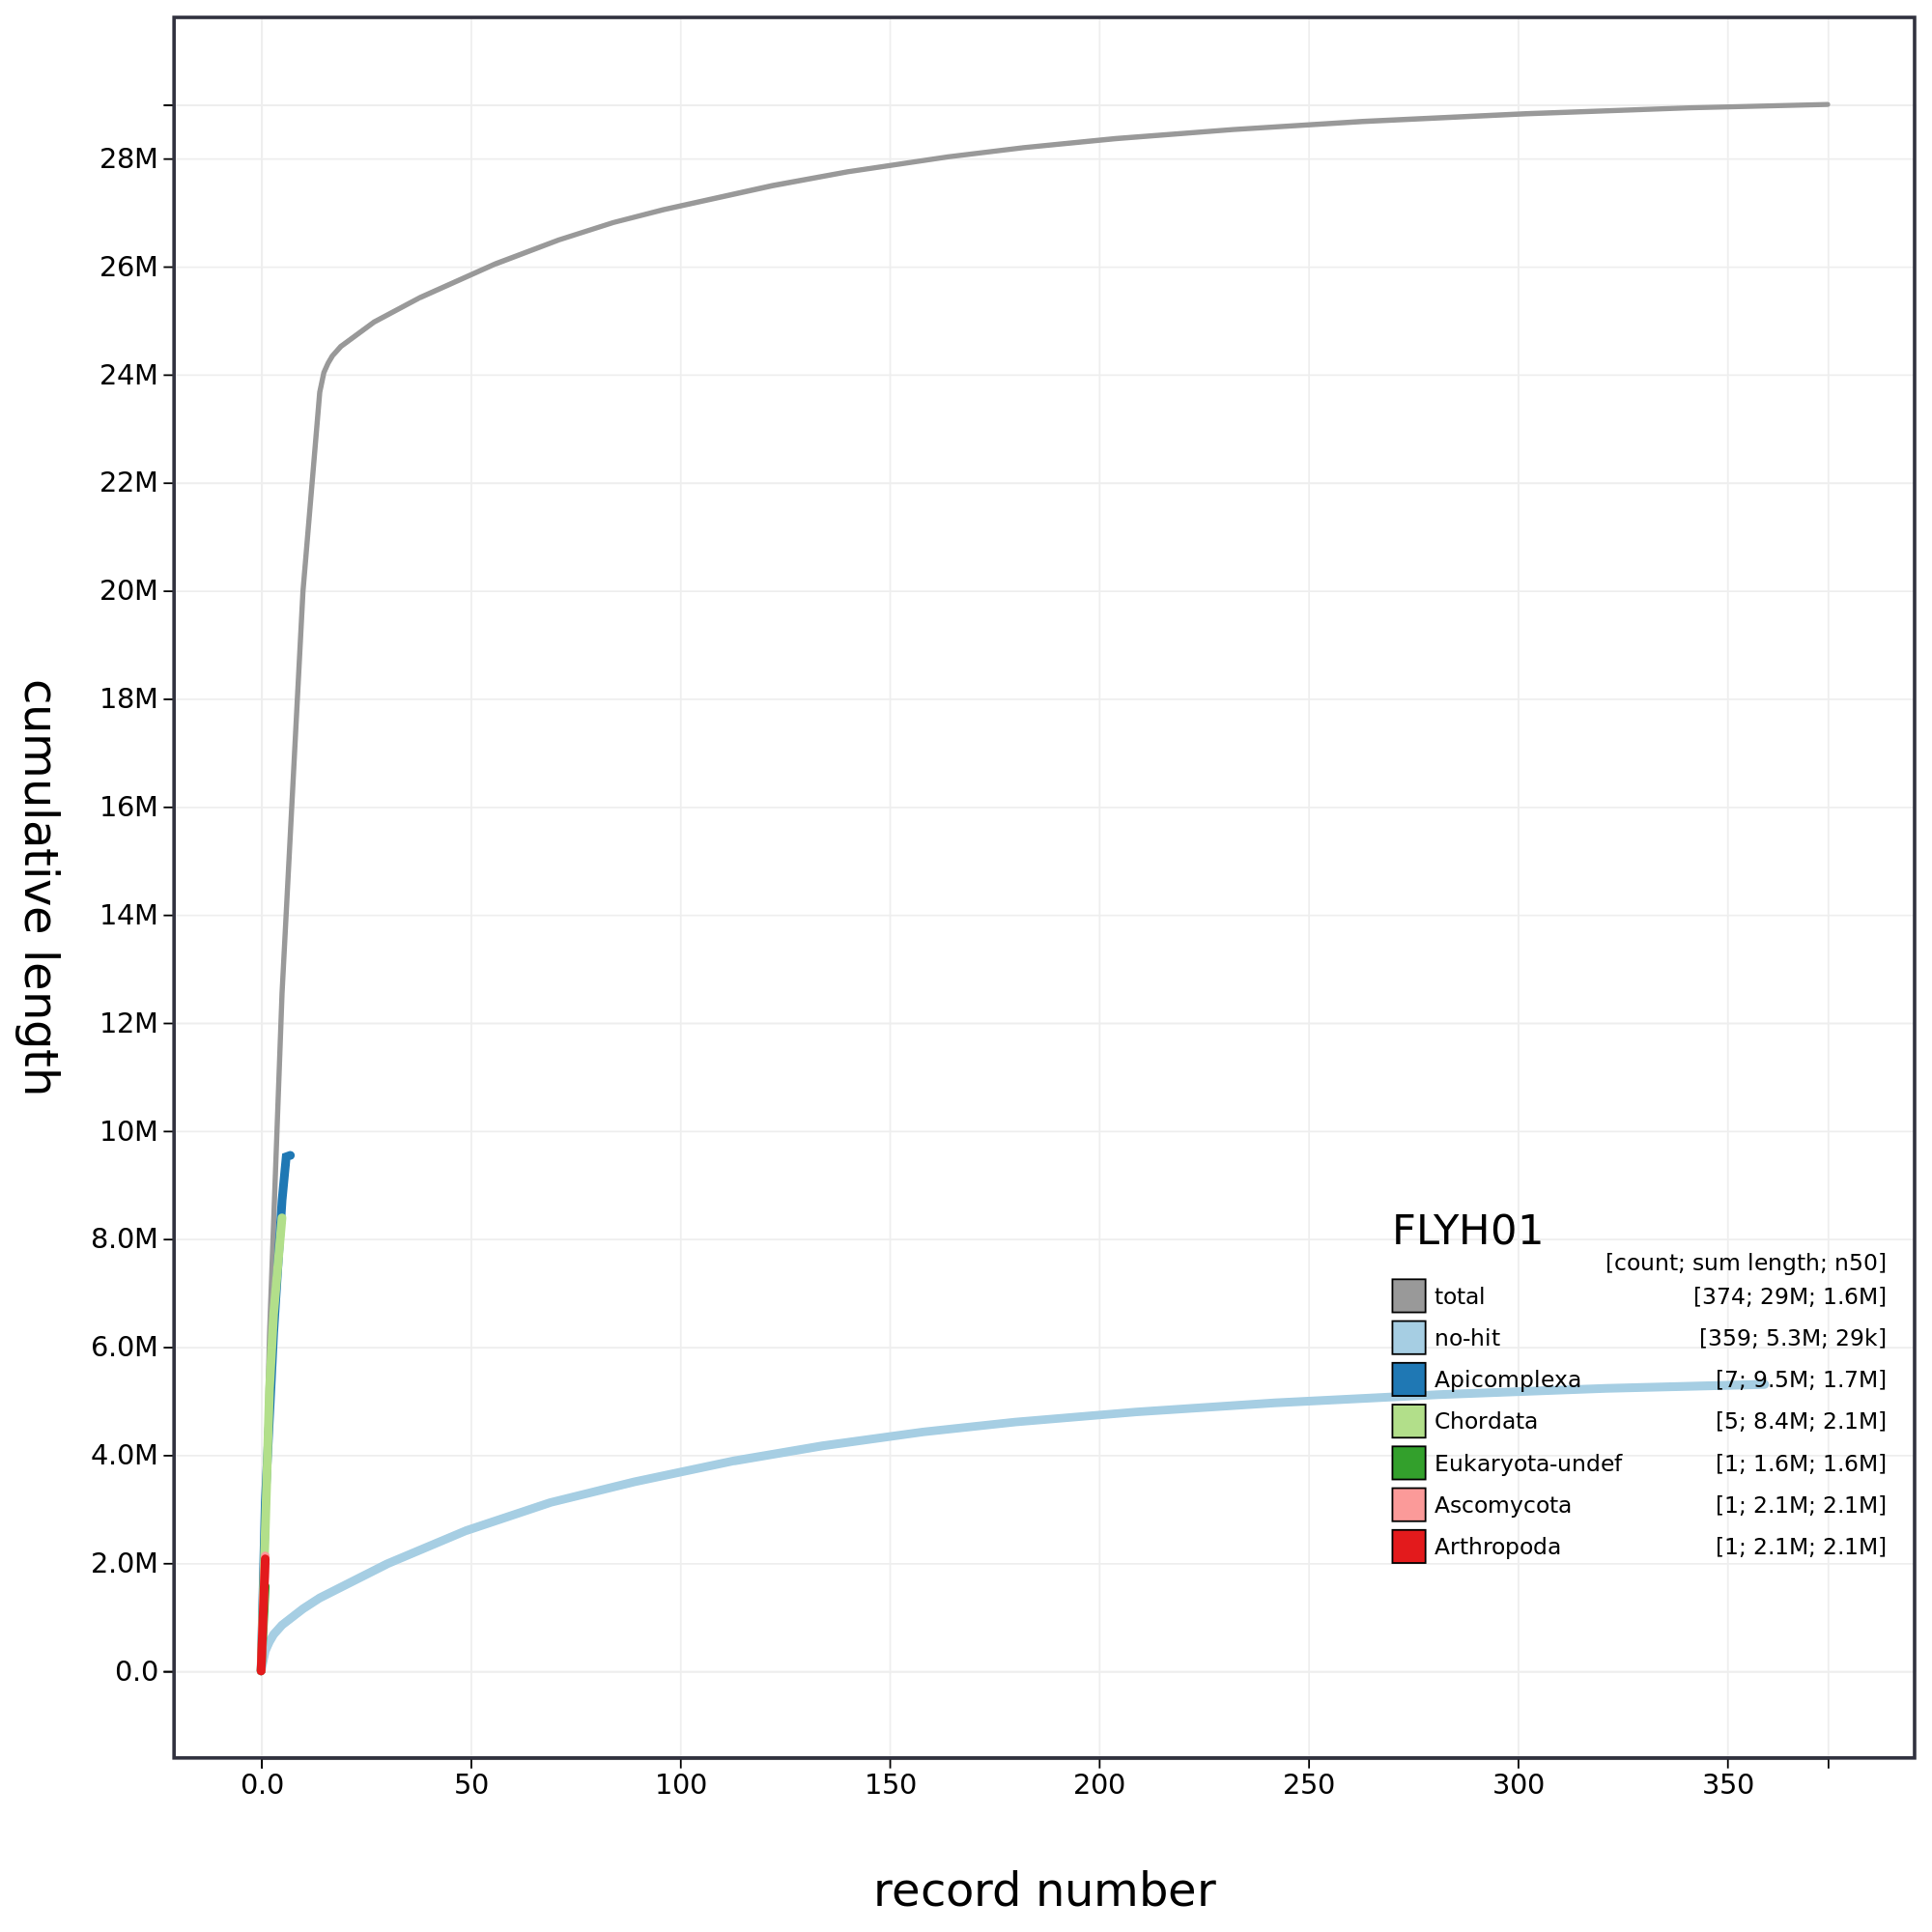 cumulative length
28M
26M
24M
22M
20M
18M
16M
14M
12M
10M
8.0M
6.0M
4.0M
2.0M
0.0
FLYH01
[count; sum length; n50]
total [374; 29M; 1.6M]
no-hit [359; 5.3M; 29k]
Apicomplexa [7; 9.5M; 1.7M]
Chordata [5; 8.4M; 2.1M]
Eukaryota-undef [1; 1.6M; 1.6M]
Ascomycota [1; 2.1M; 2.1M]
Arthropoda [1; 2.1M; 2.1M]
0.0 50 100 150 200 250 300 350
record number